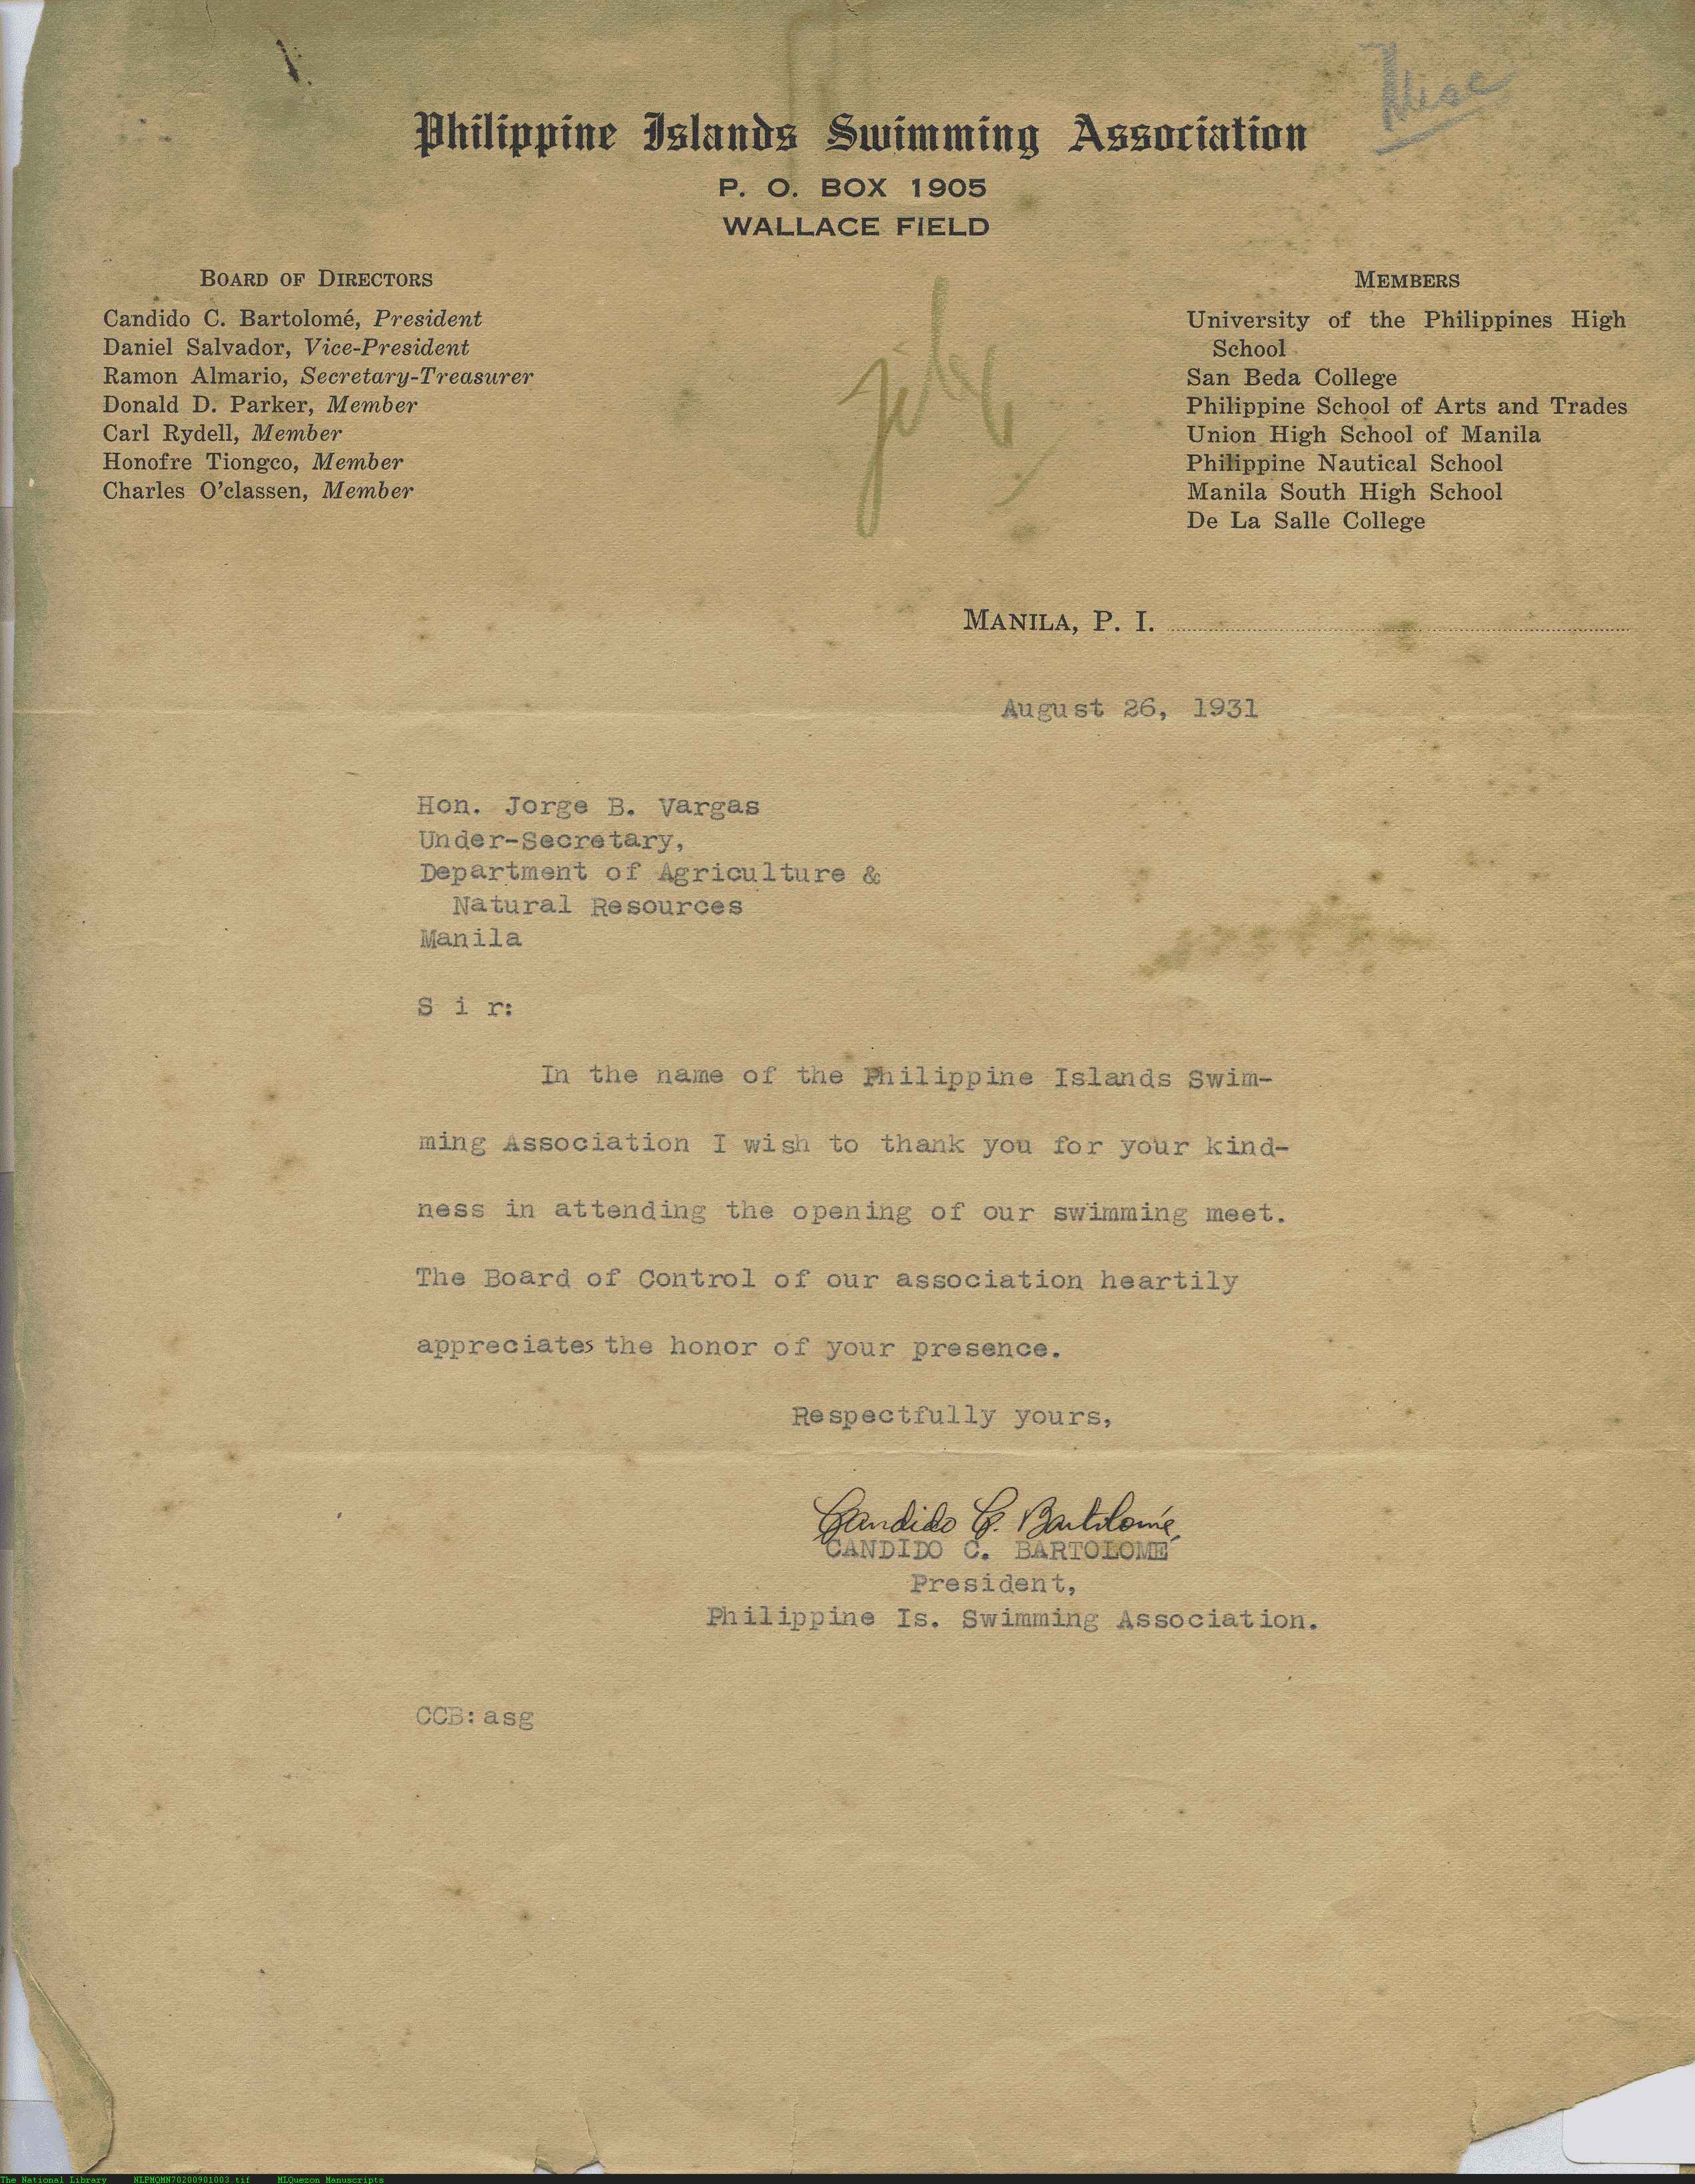 Misc
Philippine Islands Swimming Association
P. O. BOX 1905
WALLACE FIELD
BOARD OF DIRECTORS
Candido C. Bartolomé, President
Daniel Salvador, Vice-President
Ramon Almario, Secretary-Treasurer
Donald D. Parker, Member
Carl Rydell, Member
Honofre Tiongco, Member
Charles O'classen, Member
MEMBERS
University of the Philippines High
School
San Beda College
Philippine School of Arts and Trades
Union High School of Manila
Philippine Nautical School
Manila South High School
De La Salle College
file
MANILA, P. I.
August 26, 1931
Hon. Jorge B. Vargas
Under-Secretary,
Department of Agriculture &
Natural Resources
Manila
S i r:
In the name of the Philippine Islands Swim-
ming Association I wish to thank you for your kind-
ness in attending the opening of our swimming meet.
The Board of Control of our association heartily
appreciates the honor of your presence.
Respectfully yours,
Candido C. Bartolomé
CANDIDO C. BARTOLOME
President,
Philippine Is. Swimming Association.
CCB:asg
The National Library NLPMQMN70200901003.tif MLQuezon Manuscripts